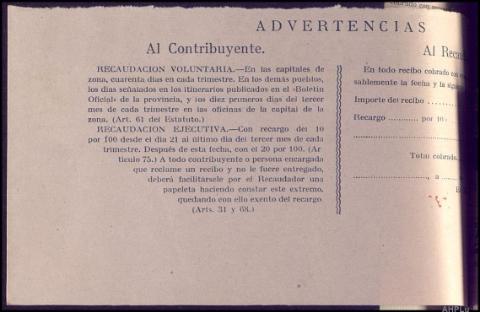 ADVERTENCIAS
Al Contribuyente.
RECAUDACION VOLUNTARIA.—En las capitales de
zona, cuarenta días en cada trimestre. En los demás pueblos,
los días señalados en los itinerarios publicados en el «Boletín
Oficial» de la provincia, y los diez primeros días del tercer
mes de cada trimestre en las oficinas de la capital de la
zona. (Art. 61 del Estatuto.)
RECAUDACION EJECUTIVA.—Con recargo del 10
por 100 desde el día 21 al último día del tercer mes de cada
trimestre. Después de esta fecha, con el 20 por 100. (Ar
tículo 75.) A todo contribuyente o persona encargada
que reclame un recibo y no le fuere entregado,
deberá facilitársele por el Recaudador una
papeleta haciendo constar este extremo,
quedando con ello exento del recargo
(Arts. 31 y 68.)
Al
En todo recibo cobrado con
sablemente la fecha y la
Importe del recibo
Recargo .......... por 10
Total cobrado
, a
AHPLu